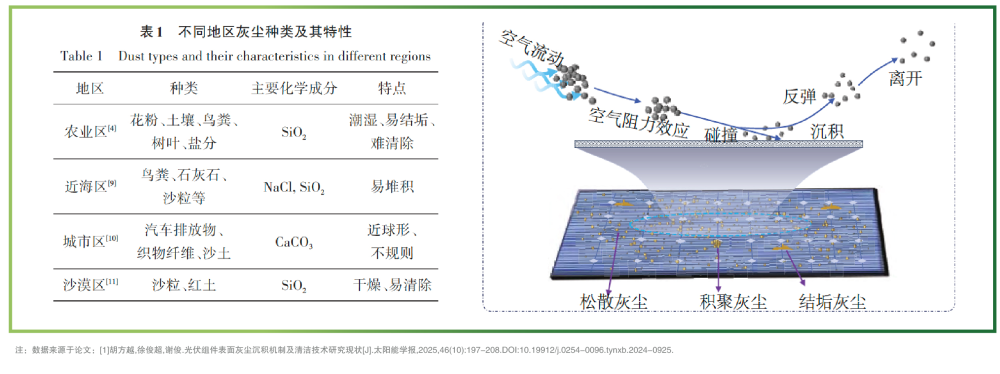 表1 不同地区灰尘种类及其特性
Table 1 Dust types and their characteristics in different regions
地区 种类 主要化学成分 特点
农业区[4] 花粉、土壤、鸟粪、树叶、盐分 SiO2 潮湿、易结垢、难清除
近海区[9] 鸟粪、石灰石、沙粒等 NaCl, SiO2 易堆积
城市区[10] 汽车排放物、织物纤维、沙土 CaCO3 近球形、不规则
沙漠区[11] 沙粒、红土 SiO2 干燥、易清除
空气流动
空气阻力效应
碰撞
沉积
反弹
离开
松散灰尘
积聚灰尘
结垢灰尘
注：数据来源于论文：[1]胡方越,徐俊超,谢俊.光伏组件表面灰尘沉积机制及清洁技术研究现状[J].太阳能学报,2025,46(10):197-208.DOI:10.19912/j.0254-0096.tynxb.2024-0925.